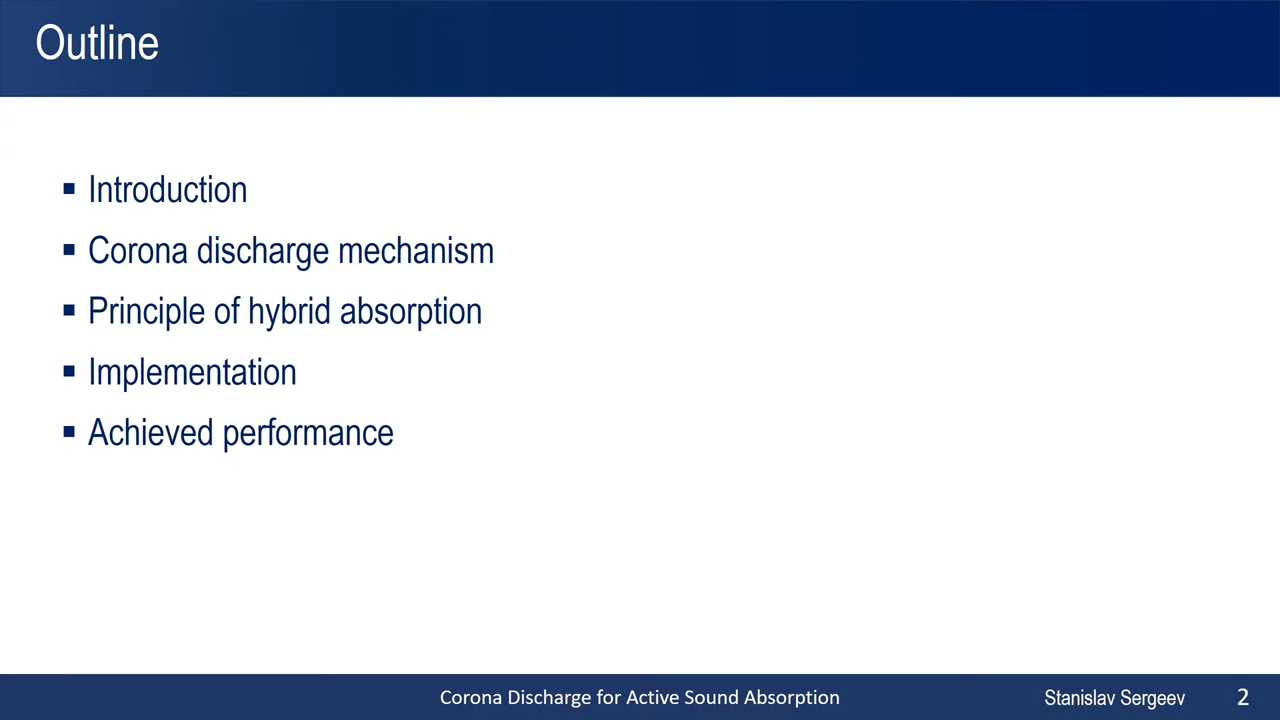 Outline
▪ Introduction
▪ Corona discharge mechanism
▪ Principle of hybrid absorption
▪ Implementation
▪ Achieved performance
Corona Discharge for Active Sound Absorption
Stanislav Sergeev
2